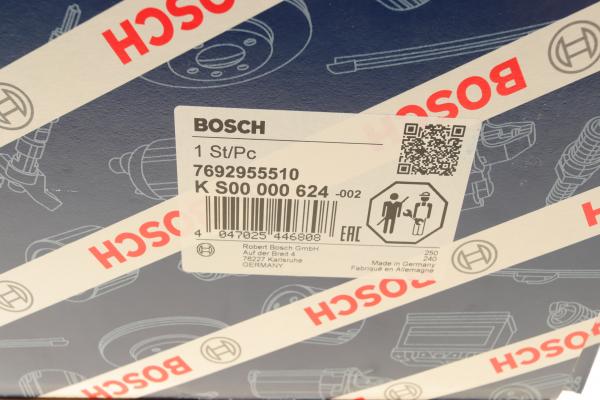 BOSCH
BOSCH
BOSCH
1 St/Pc
7692955510
K S00 000 624 -002
4 047025 446808
EAC
Robert Bosch GmbH
Auf der Breit 4
76227 Karlsruhe
GERMANY
250
240
Made in Germany
Fabriqué en Allemagne
BOSCH
BOSCH
BOSCH